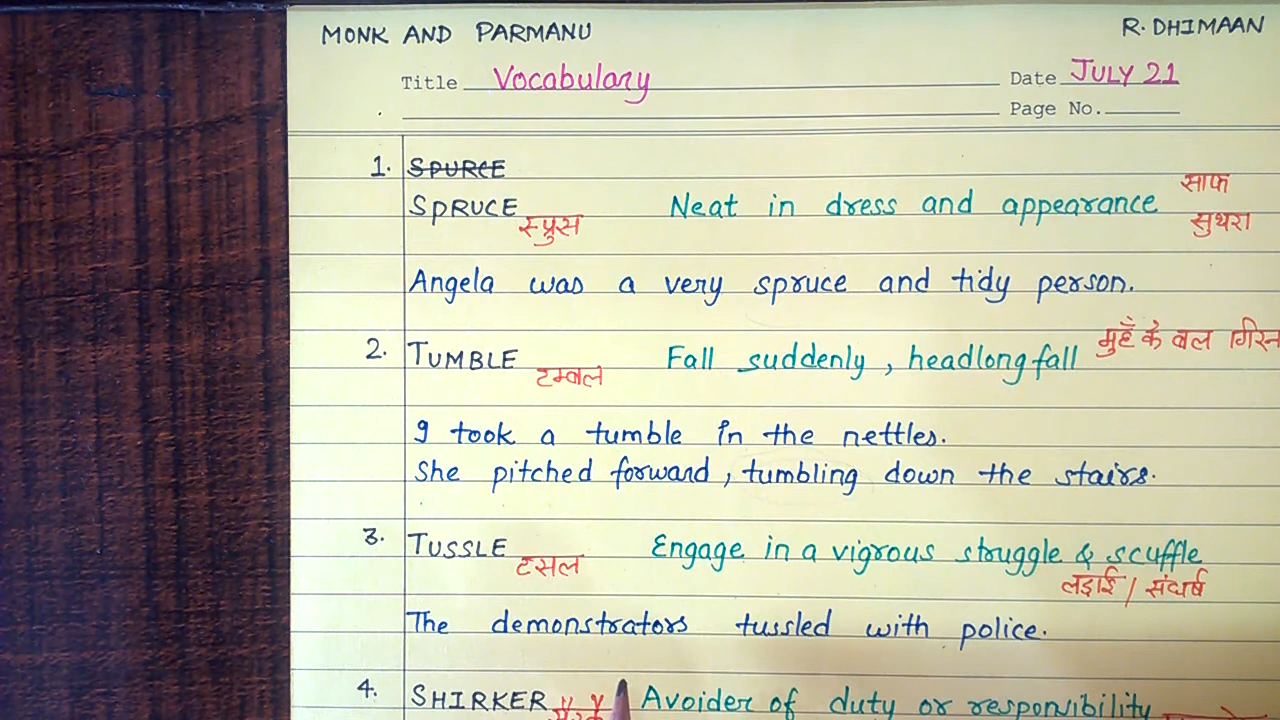 MONK AND PARMANU R. DHIMAAN
Title Vocabulary Date JULY 21
Page No.
1. SPURCE
SPRUCE स्प्रुस Neat in dress and appearance साफ सुथरा
Angela was a very spruce and tidy person.
2. TUMBLE टम्बल Fall suddenly, headlong fall मुहँ के बल गिरन
I took a tumble in the nettles.
She pitched forward, tumbling down the stairs.
3. TUSSLE टसल Engage in a vigrous struggle & scuffle
लड़ाई / संघर्ष
The demonstrators tussled with police.
4. SHIRKER Avoider of duty or responsibility